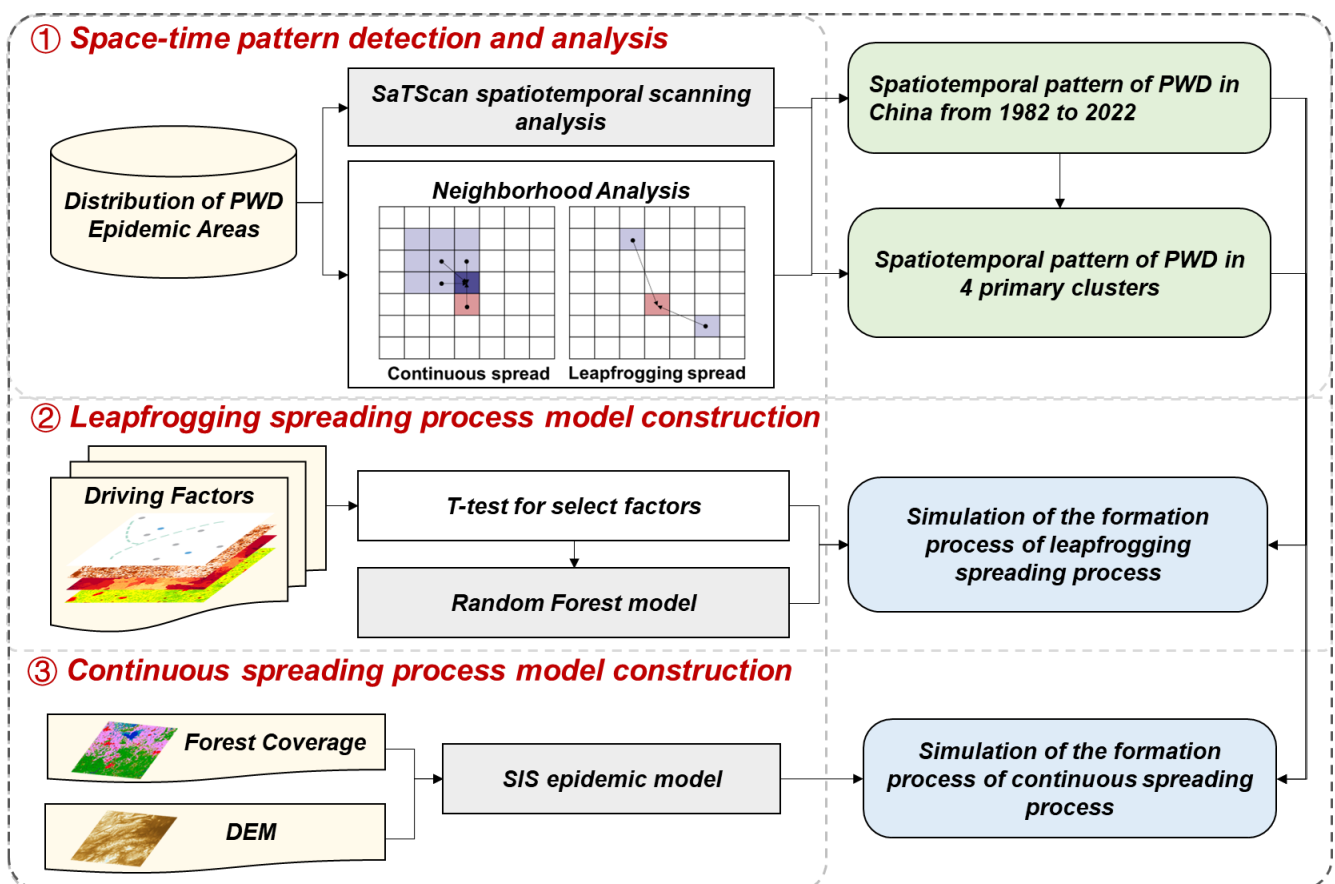 ① Space-time pattern detection and analysis
SaTScan spatiotemporal scanning
analysis
Distribution of PWD
Epidemic Areas
Neighborhood Analysis
Continuous spread
Leapfrogging spread
Spatiotemporal pattern of PWD in
China from 1982 to 2022
Spatiotemporal pattern of PWD in
4 primary clusters
② Leapfrogging spreading process model construction
Driving Factors
T-test for select factors
Random Forest model
Simulation of the formation
process of leapfrogging
spreading process
③ Continuous spreading process model construction
Forest Coverage
DEM
SIS epidemic model
Simulation of the formation
process of continuous spreading
process